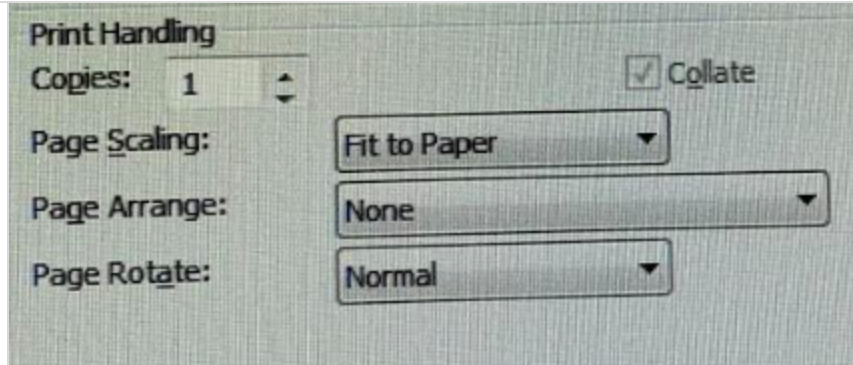 Print Handling
Copies: 1 Collate
Page Scaling: Fit to Paper
Page Arrange: None
Page Rotate: Normal